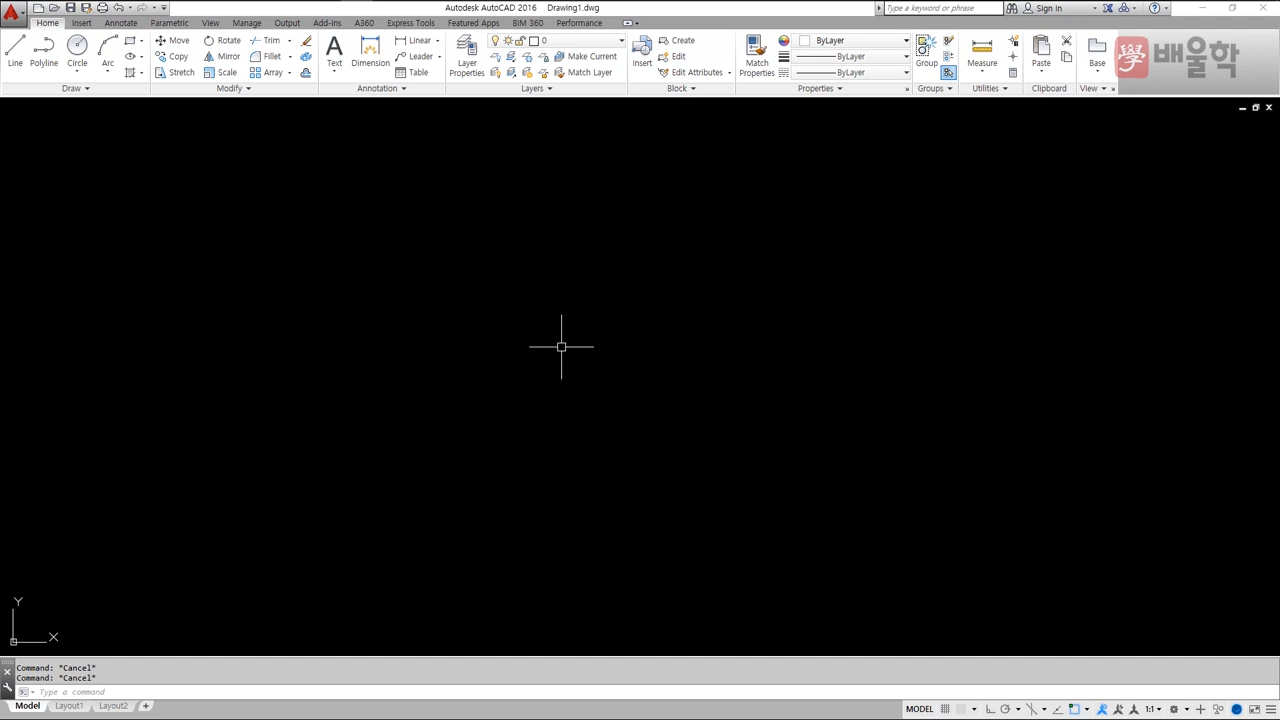 Autodesk AutoCAD 2016 Drawing1.dwg
Type a keyword or phrase
Sign In
Home Insert Annotate Parametric View Manage Output Add-ins A360 Express Tools Featured Apps BIM 360 Performance
Line Polyline Circle Arc
Move Rotate Trim
Copy Mirror Fillet
Stretch Scale Array
Text Dimension
Linear
Leader
Table
Layer Properties
0
Make Current
Match Layer
Insert
Create
Edit
Edit Attributes
Match Properties
ByLayer
ByLayer
ByLayer
Group
Measure
Paste
Base
學 배울학
Draw Modify Annotation Layers Block Properties Groups Utilities Clipboard View
Y
X
Command: *Cancel*
Command: *Cancel*
Type a command
Model Layout1 Layout2
MODEL 1:1